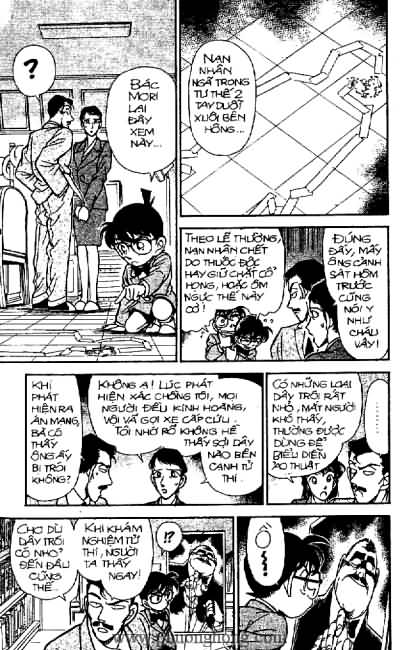 ?
BÁC
MORI
LẠI
ĐÂY
XEM
NÀY...
NẠN
NHÂN
NGÃ TRONG
TƯ THẾ 2
TAY DUỖI
XUÔI BÊN
HÔNG...
THEO LẼ THƯỜNG,
NẠN NHÂN CHẾT
DO THUỐC ĐỘC
HAY GIỮ CHẶT CỔ
HỌNG, HOẶC ÔM
NGỰC THẾ NÀY
CƠ!
ĐÚNG
ĐẤY, MẤY
ÔNG CẢNH
SÁT HÔM
TRƯỚC
CŨNG
NÓI Y
NHƯ
CHÁU
VẬY!
KHI
PHÁT
HIỆN RA
ÁN MẠNG,
BÀ CÓ
THẤY
ÔNG ẤY
BỊ TRÓI
KHÔNG?
KHÔNG Ạ! LÚC PHÁT
HIỆN XÁC CHỒNG TÔI, MỌI
NGƯỜI ĐỀU KINH HOÀNG,
VỘI VÃ GỌI XE CẤP CỨU...
TÔI NHỚ RÕ KHÔNG HỀ
THẤY SỢI DÂY
NÀO BÊN
CẠNH TỬ
THI.
CÓ NHỮNG LOẠI
DÂY TRÓI RẤT
NHỎ, MẮT NGƯỜI
KHÓ THẤY,
THƯỜNG ĐƯỢC
DÙNG ĐỂ
BIỂU DIỄN
ẢO THUẬT
........
CHO DÙ
DÂY TRÓI
CÓ NHỎ
ĐẾN ĐÂU
CŨNG
THẾ...
KHI KHÁM
NGHIỆM TỬ
THI, NGƯỜI
TA THẤY
NGAY!
!?
Ồ